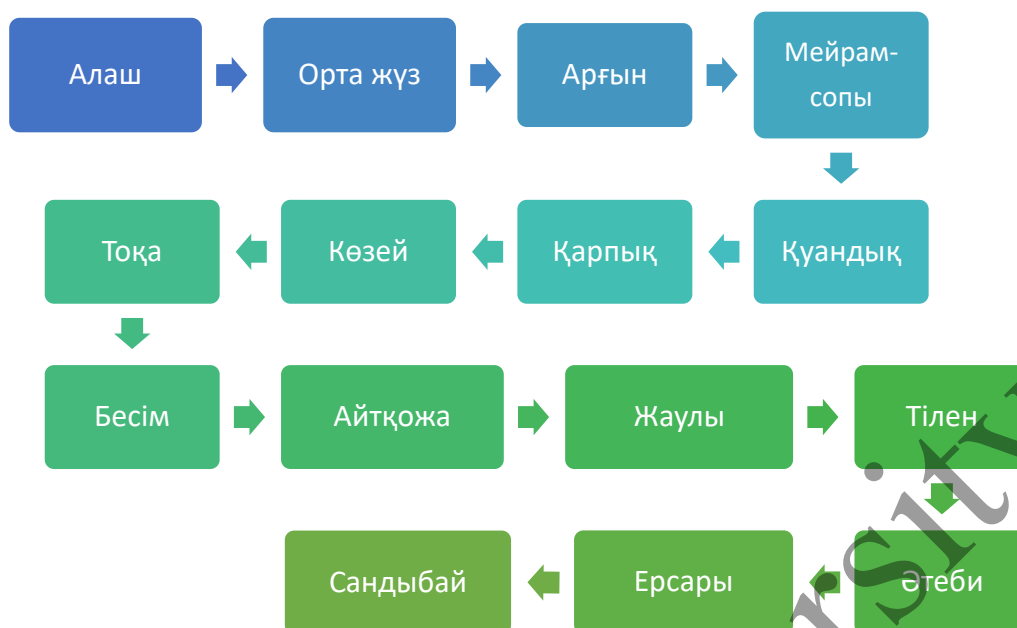 Алаш
Орта жүз
Арғын
Мейрам-
сопы
Қуандық
Қарпық
Көзей
Тоқа
Бесім
Айтқожа
Жаулы
Тілен
Әтеби
Ерсары
Сандыбай